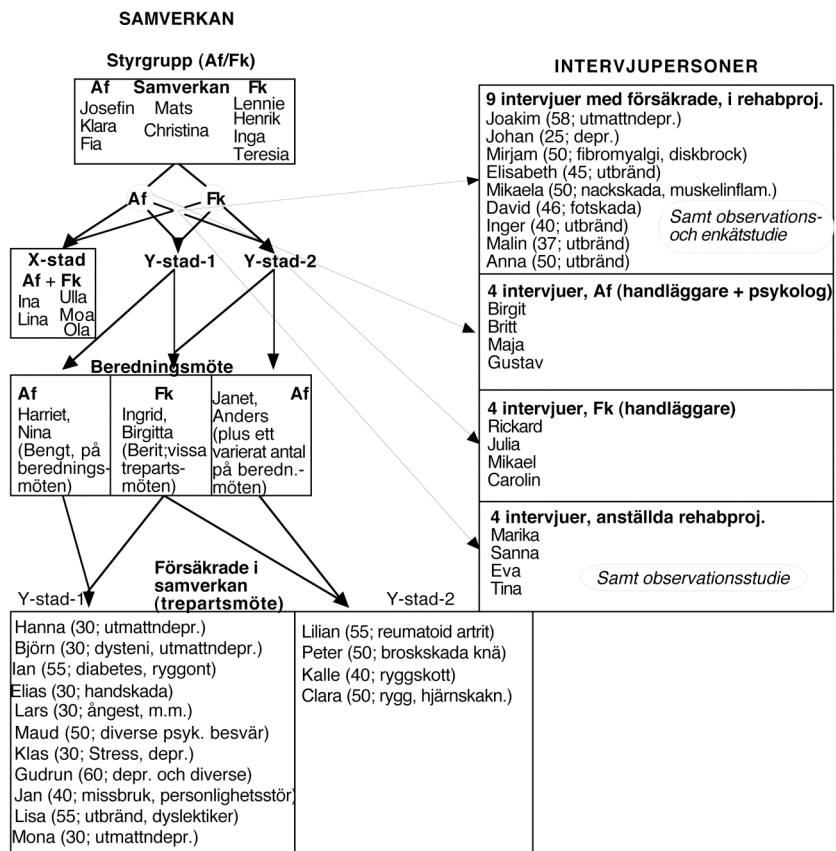 SAMVERKAN
Styrgrupp (Af/Fk)
Af Samverkan Fk
Josefin Mats Lennie
Klara Christina Henrik
Fia Inga
Teresia
Af Fk
X-stad
Af + Fk
Ina Ulla
Lina Moa
Ola
Y-stad-1 Y-stad-2
Beredningsmöte
Af
Harriet,
Nina
(Bengt, på
berednings-
möten)
Fk
Ingrid,
Birgitta
(Berit;vissa
treparts-
möten)
Af
Janet,
Anders
(plus ett
varierat antal
på beredn.-
möten)
Försäkrade i
samverkan
(trepartsmöte)
Y-stad-1
Y-stad-2
Hanna (30; utmattndepr.)
Björn (30; dysteni, utmattndepr.)
Ian (55; diabetes, ryggont)
Elias (30; handskada)
Lars (30; ångest, m.m.)
Maud (50; diverse psyk. besvär)
Klas (30; Stress, depr.)
Gudrun (60; depr. och diverse)
Jan (40; missbruk, personlighetsstör)
Lisa (55; utbränd, dyslektiker)
Mona (30; utmattndepr.)
Lilian (55; reumatoid artrit)
Peter (50; broskskada knä)
Kalle (40; ryggskott)
Clara (50; rygg, hjärnskakn.)
INTERVJUPERSONER
9 intervjuer med försäkrade, i rehabproj.
Joakim (58; utmattndepr.)
Johan (25; depr.)
Mirjam (50; fibromyalgi, diskbrock)
Elisabeth (45; utbränd)
Mikaela (50; nackskada, muskelinflam.)
David (46; fotskada)
Inger (40; utbränd)
Malin (37; utbränd)
Anna (50; utbränd)
Samt observations-
och enkätstudie
4 intervjuer, Af (handläggare + psykolog)
Birgit
Britt
Maja
Gustav
4 intervjuer, Fk (handläggare)
Rickard
Julia
Mikael
Carolin
4 intervjuer, anställda rehabproj.
Marika
Sanna
Eva
Tina
Samt observationsstudie